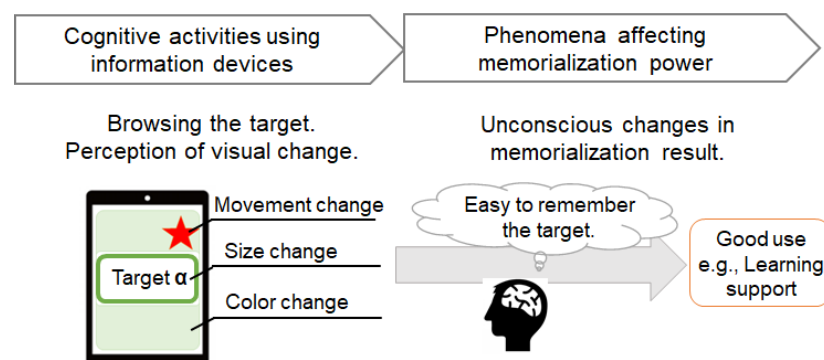 Cognitive activities using
information devices
Phenomena affecting
memorialization power
Browsing the target.
Perception of visual change.
Unconscious changes in
memorialization result.
Movement change
Target α
Size change
Color change
Easy to remember
the target.
Good use
e.g., Learning
support